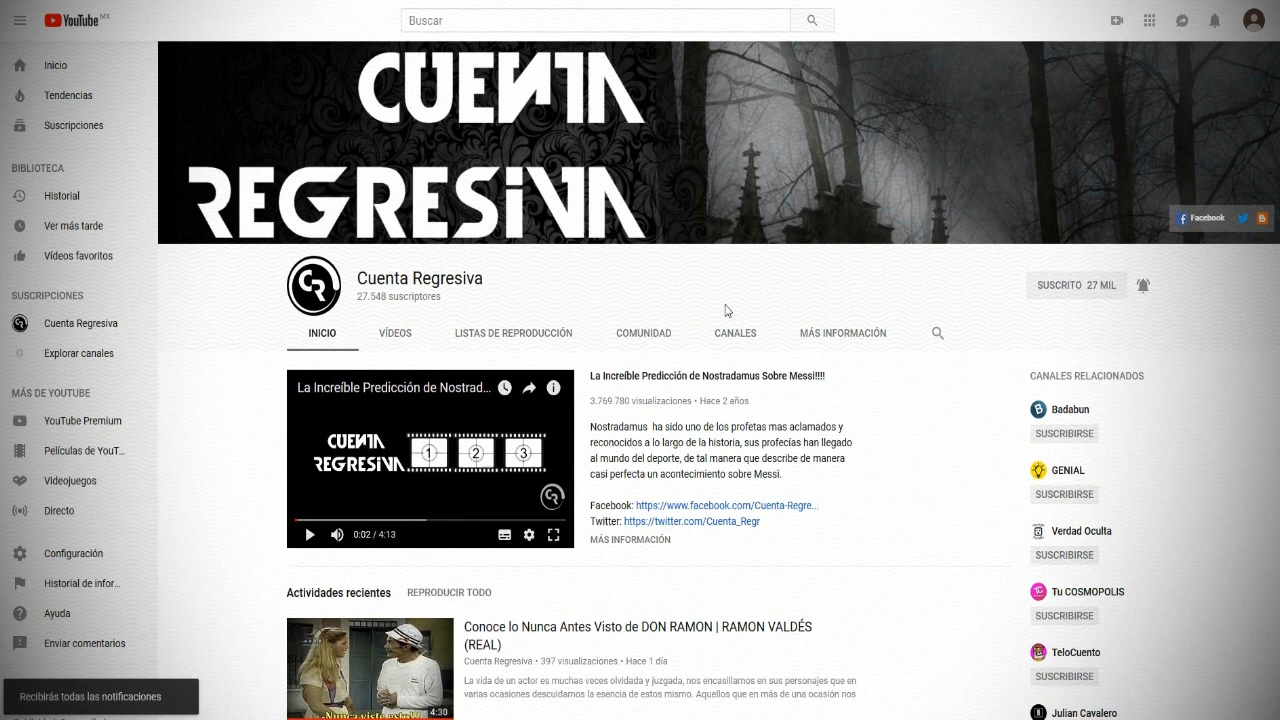 YouTube MX
Buscar
Inicio
Tendencias
Suscripciones
BIBLIOTECA
Historial
Ver más tarde
Vídeos favoritos
SUSCRIPCIONES
Cuenta Regresiva
Explorar canales
MÁS DE YOUTUBE
YouTube Premium
Películas de YouT...
Videojuegos
Directo
Configuración
Historial de infor...
Ayuda
Enviar comentarios
Recibirás todas las notificaciones
CUENTA
REGRESIVA
Facebook
CR
Cuenta Regresiva
27.548 suscriptores
SUSCRITO 27 MIL
INICIO
VÍDEOS
LISTAS DE REPRODUCCIÓN
COMUNIDAD
CANALES
MÁS INFORMACIÓN
La Increíble Predicción de Nostrad...
CUENTA
REGRESIVA
1 2 3
CR
0:02 / 4:13
La Increíble Predicción de Nostradamus Sobre Messi!!!!
3.769.780 visualizaciones • Hace 2 años
Nostradamus ha sido uno de los profetas mas aclamados y
reconocidos a lo largo de la historia, sus profecías han llegado
al mundo del deporte, de tal manera que describe de manera
casi perfecta un acontecimiento sobre Messi.
Facebook: https://www.facebook.com/Cuenta-Regre...
Twitter: https://twitter.com/Cuenta_Regr
MÁS INFORMACIÓN
Actividades recientes
REPRODUCIR TODO
4:30
Conoce lo Nunca Antes Visto de DON RAMON | RAMON VALDÉS
(REAL)
Cuenta Regresiva • 397 visualizaciones • Hace 1 día
La vida de un actor es muchas veces olvidada y juzgada, nos encasillamos en sus personajes que en
varias ocasiones descuidamos la esencia de estos mismo. Aquellos que en más de una ocasión nos
CANALES RELACIONADOS
Badabun
SUSCRIBIRSE
GENIAL
SUSCRIBIRSE
Verdad Oculta
SUSCRIBIRSE
Tu COSMOPOLIS
SUSCRIBIRSE
TeloCuento
SUSCRIBIRSE
Julian Cavalero